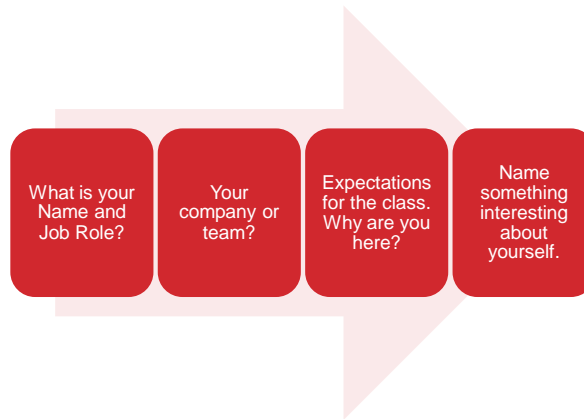 What is your
Name and
Job Role?
Your
company or
team?
Expectations
for the class.
Why are you
here?
Name
something
interesting
about
yourself.